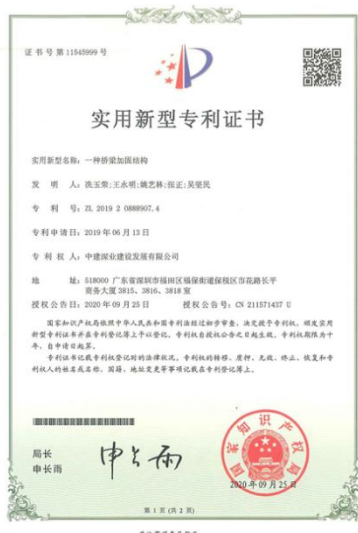 证书号第11545999号
实用新型专利证书
实用新型名称：一种桥梁加固结构
发明人：冼玉荣;王永明;姚艺林;张正;吴坚民
专利号：ZL 2019 2 0888907.4
专利申请日：2019年06月13日
专利权人：中建深业建设发展有限公司
地址：518000 广东省深圳市福田区福保街道保税区市花路长平
商务大厦 3815、3816、3818室
授权公告日：2020年09月25日 授权公告号：CN 211571437 U
国家知识产权局依照中华人民共和国专利法经过初步审查，决定授予专利权，颁发实用
新型专利证书并在专利登记簿上予以登记。专利权自授权公告之日起生效。专利权期限为十
年，自申请日起算。
专利证书记载专利权登记时的法律状况。专利权的转移、质押、无效、终止、恢复和专
利权人的姓名或名称、国籍、地址变更等事项记载在专利登记簿上。
局长
申长雨
申长雨
国家知识产权局
2020年09月25日
第 1 页 (共 2 页)